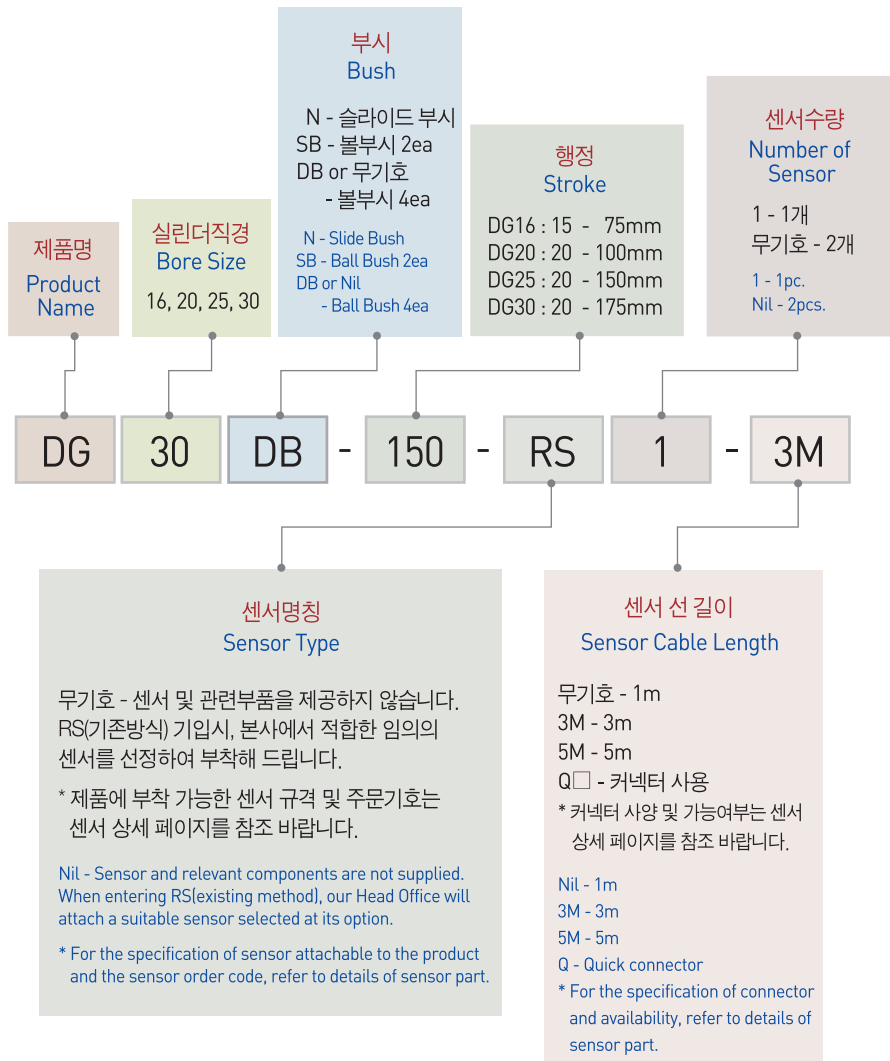 제품명
Product
Name
실린더직경
Bore Size
16, 20, 25, 30
부시
Bush
N - 슬라이드 부시
SB - 볼부시 2ea
DB or 무기호
- 볼부시 4ea
N - Slide Bush
SB - Ball Bush 2ea
DB or Nil
- Ball Bush 4ea
행정
Stroke
DG16 : 15 - 75mm
DG20 : 20 - 100mm
DG25 : 20 - 150mm
DG30 : 20 - 175mm
센서수량
Number of
Sensor
1 - 1개
무기호 - 2개
1 - 1pc.
Nil - 2pcs.
DG 30 DB - 150 - RS 1 - 3M
센서명칭
Sensor Type
무기호 - 센서 및 관련부품을 제공하지 않습니다.
RS(기존방식) 기입시, 본사에서 적합한 임의의
센서를 선정하여 부착해 드립니다.
* 제품에 부착 가능한 센서 규격 및 주문기호는
센서 상세 페이지를 참조 바랍니다.
Nil - Sensor and relevant components are not supplied.
When entering RS(existing method), our Head Office will
attach a suitable sensor selected at its option.
* For the specification of sensor attachable to the product
and the sensor order code, refer to details of sensor part.
센서 선 길이
Sensor Cable Length
무기호 - 1m
3M - 3m
5M - 5m
Q□ - 커넥터 사용
* 커넥터 사양 및 가능여부는 센서
상세 페이지를 참조 바랍니다.
Nil - 1m
3M - 3m
5M - 5m
Q - Quick connector
* For the specification of connector
and availability, refer to details of
sensor part.